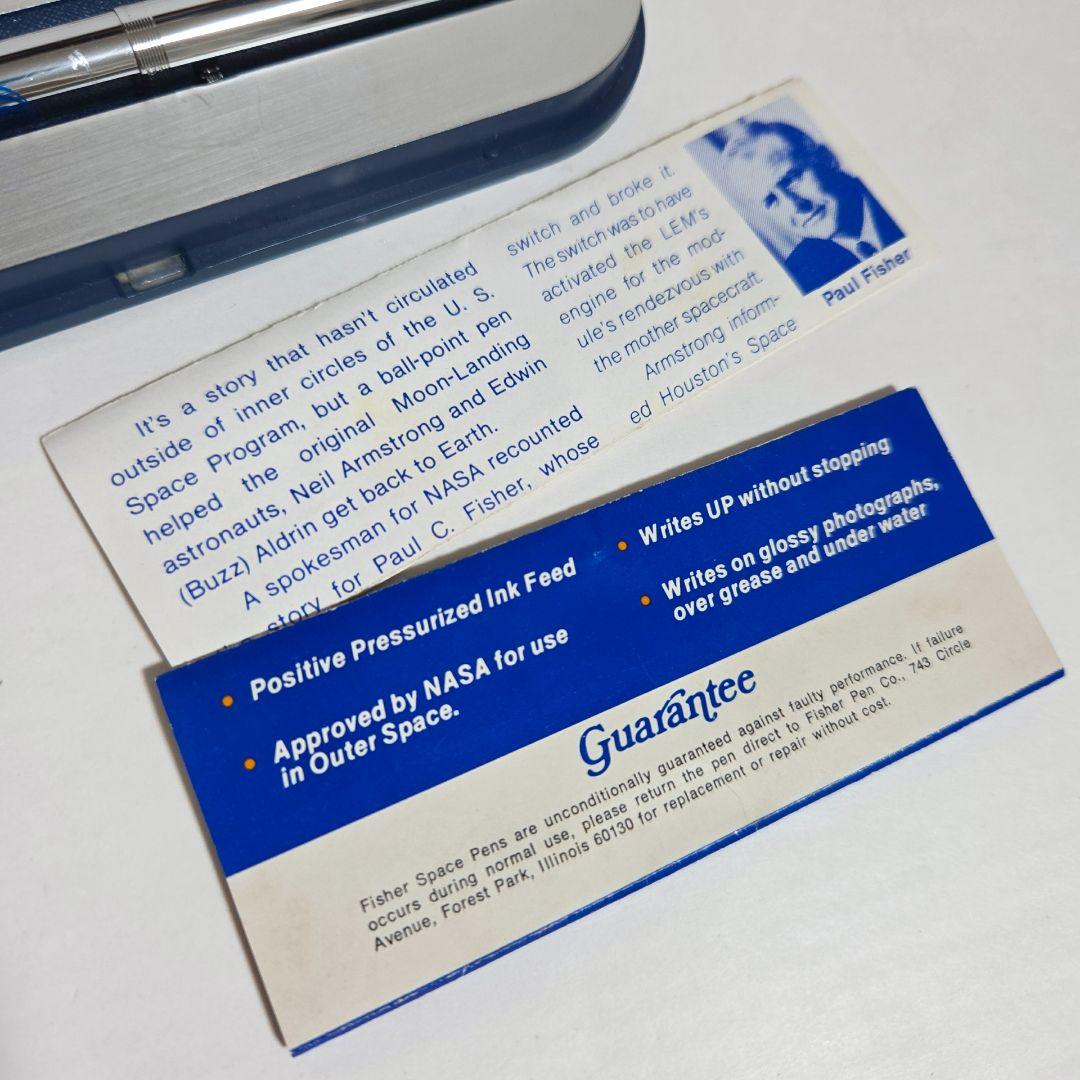 It's a story that hasn't circulated
outside of inner circles of the U. S.
Space Program, but a ball-point pen
helped the original Moon-Landing
astronauts, Neil Armstrong and Edwin
(Buzz) Aldrin get back to Earth.
A spokesman for NASA recounted
story for Paul C. Fisher, whose
switch and broke it.
The switch was to have
activated the LEM's
engine for the mod-
ule's rendezvous with
the mother spacecraft.
Armstrong inform-
ed Houston's Space
Paul Fisher
Positive Pressurized Ink Feed
Approved by NASA for use
in Outer Space.
Writes UP without stopping
Writes on glossy photographs,
over grease and under water
Guarantee
Fisher Space Pens are unconditionally guaranteed against faulty performance. If failure
occurs during normal use, please return the pen direct to Fisher Pen Co., 743 Circle
Avenue, Forest Park, Illinois 60130 for replacement or repair without cost.